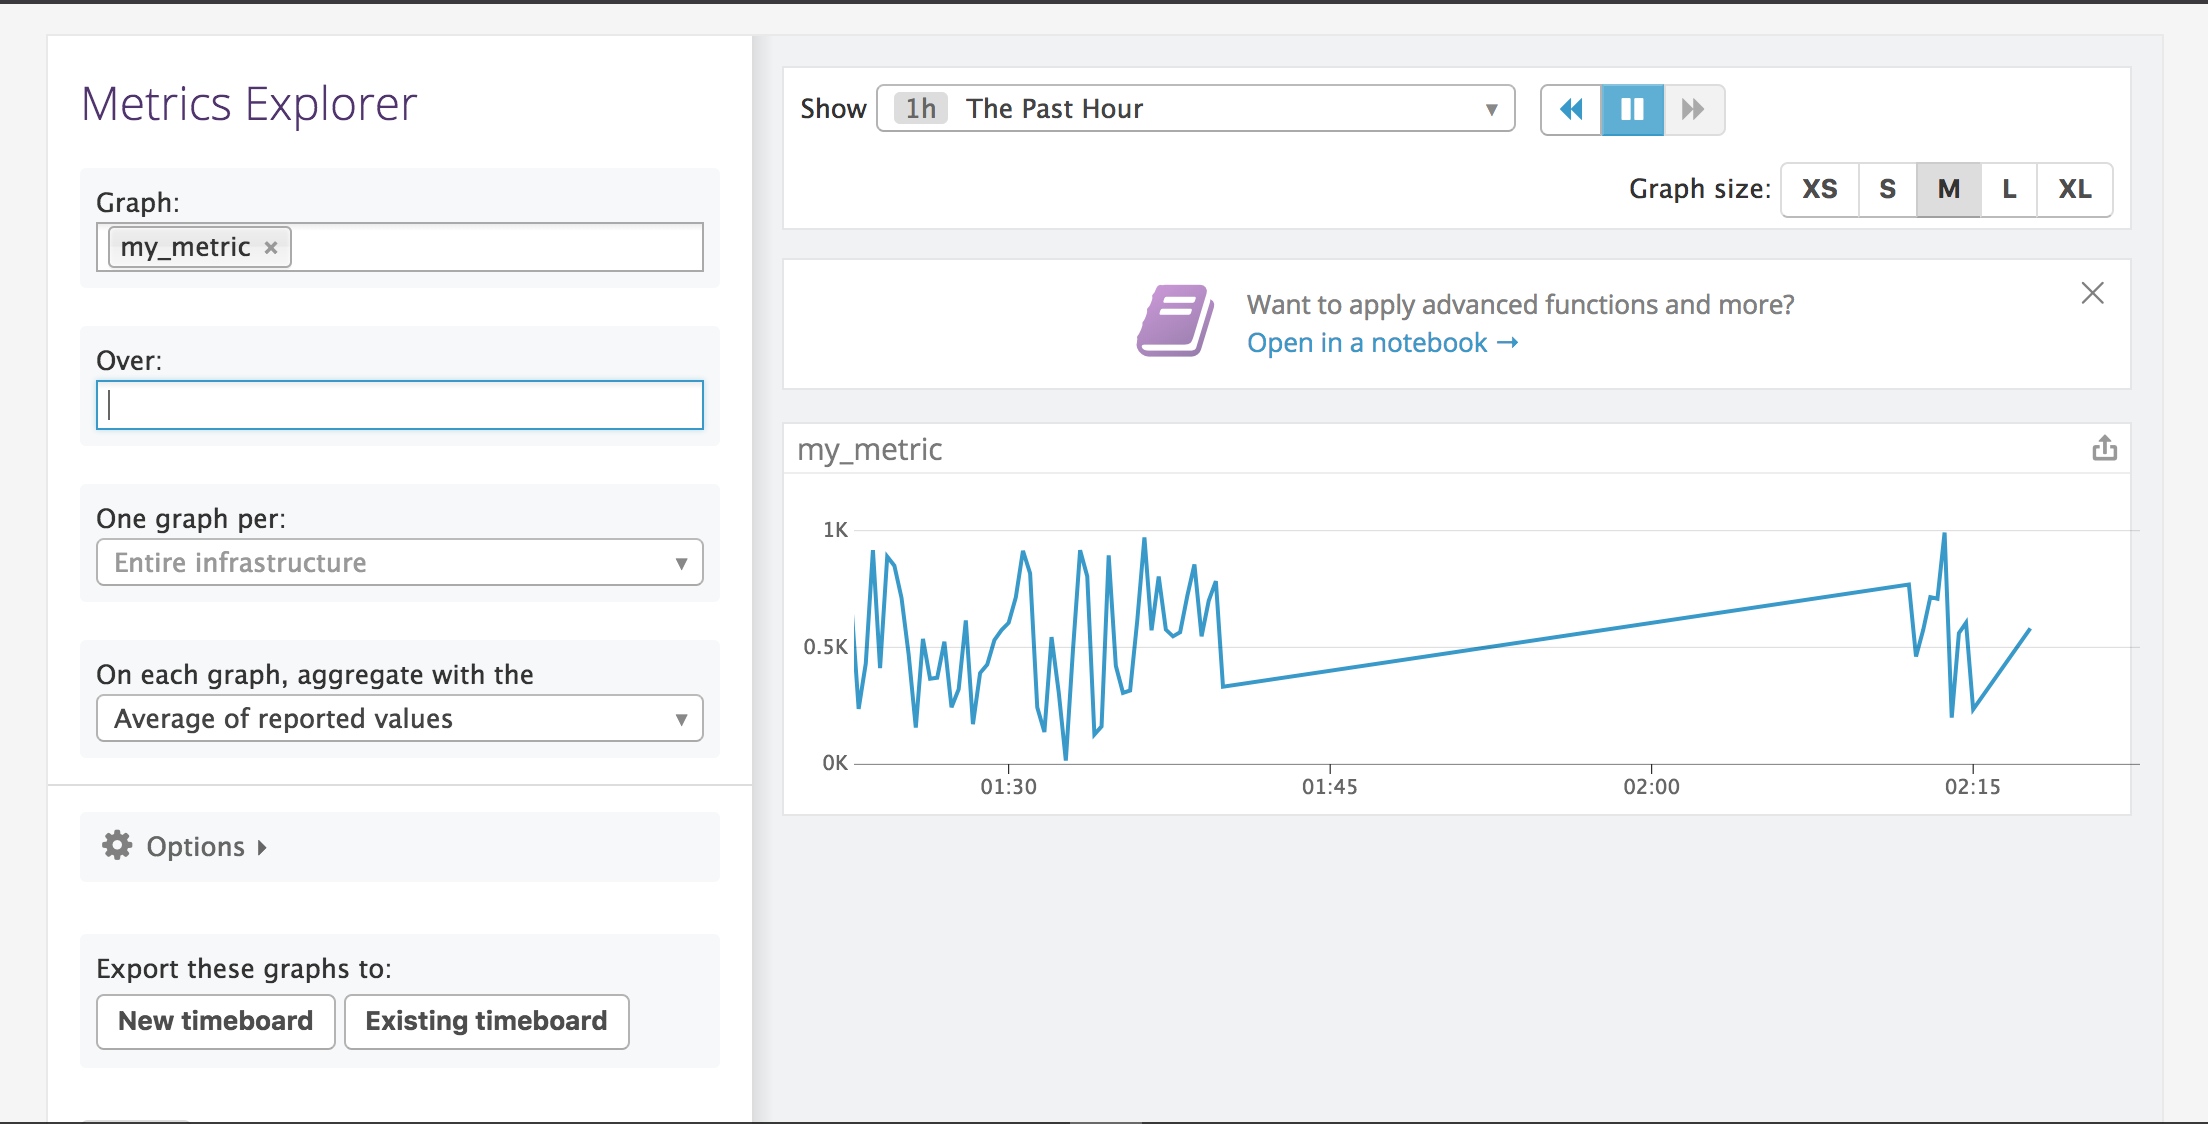 Metrics Explorer
Graph:
my_metric ×
Over:
One graph per:
Entire infrastructure
On each graph, aggregate with the
Average of reported values
Options
Export these graphs to:
New timeboard Existing timeboard
Show 1h The Past Hour
Graph size: XS S M L XL
Want to apply advanced functions and more?
Open in a notebook →
my_metric
1K
0.5K
0K
01:30 01:45 02:00 02:15